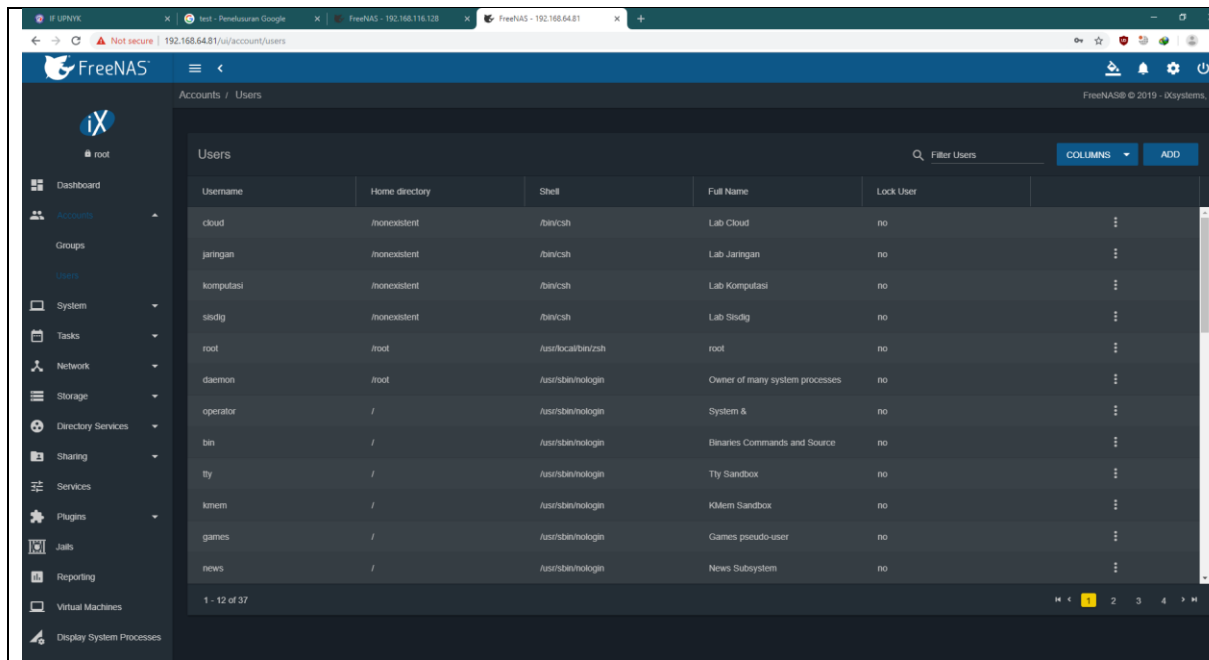 IF UPNYK
test - Penelusuran Google
FreeNAS - 192.168.116.128
FreeNAS - 192.168.64.81
Not secure | 192.168.64.81/ui/account/users
FreeNAS
Accounts / Users
FreeNAS® © 2019 - iXsystems,
iX
root
Users
Filter Users
COLUMNS
ADD
Dashboard
Accounts
Groups
Users
System
Tasks
Network
Storage
Directory Services
Sharing
Services
Plugins
Jails
Reporting
Virtual Machines
Display System Processes
Username Home directory Shell Full Name Lock User
cloud /nonexistent /bin/csh Lab Cloud no
jaringan /nonexistent /bin/csh Lab Jaringan no
komputasi /nonexistent /bin/csh Lab Komputasi no
sisdig /nonexistent /bin/csh Lab Sisdig no
root /root /usr/local/bin/zsh root no
daemon /root /usr/sbin/nologin Owner of many system processes no
operator / /usr/sbin/nologin System & no
bin / /usr/sbin/nologin Binaries Commands and Source no
tty / /usr/sbin/nologin Tty Sandbox no
kmem / /usr/sbin/nologin KMem Sandbox no
games / /usr/sbin/nologin Games pseudo-user no
news / /usr/sbin/nologin News Subsystem no
1 - 12 of 37
1 2 3 4